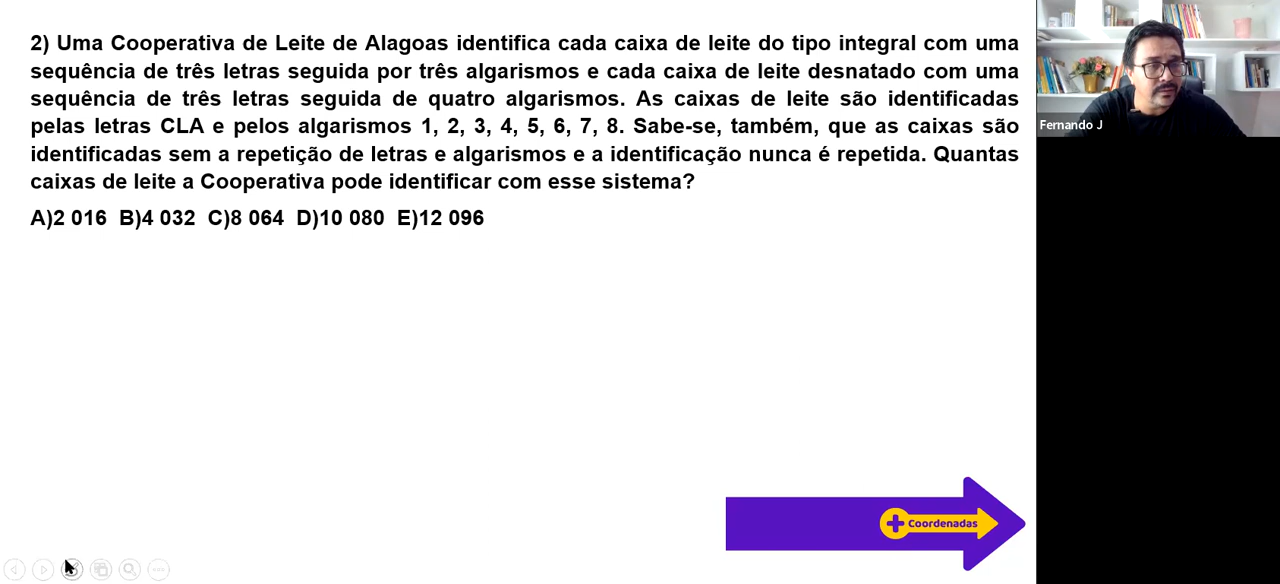 2) Uma Cooperativa de Leite de Alagoas identifica cada caixa de leite do tipo integral com uma
sequência de três letras seguida por três algarismos e cada caixa de leite desnatado com uma
sequência de três letras seguida de quatro algarismos. As caixas de leite são identificadas
pelas letras CLA e pelos algarismos 1, 2, 3, 4, 5, 6, 7, 8. Sabe-se, também, que as caixas são
identificadas sem a repetição de letras e algarismos e a identificação nunca é repetida. Quantas
caixas de leite a Cooperativa pode identificar com esse sistema?
A)2 016 B)4 032 C)8 064 D)10 080 E)12 096
Fernando J
Coordenadas